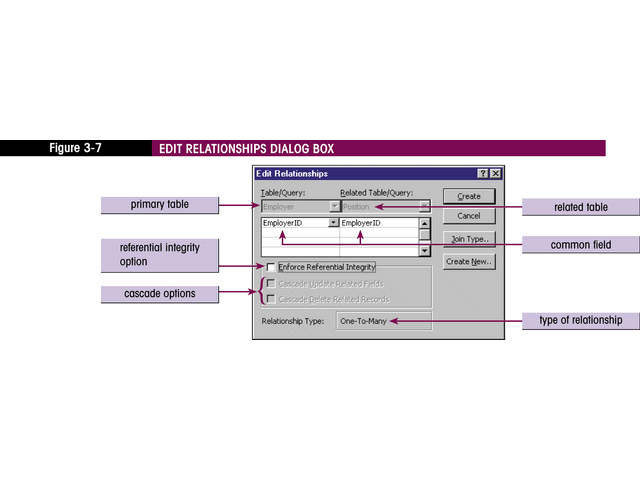 Figure 3-7
EDIT RELATIONSHIPS DIALOG BOX
Edit Relationships
Table/Query:
Related Table/Query:
Employer
Position
EmployerID
EmployerID
Enforce Referential Integrity
Cascade Update Related Fields
Cascade Delete Related Records
Relationship Type:
One-To-Many
Create
Cancel
Join Type..
Create New..
primary table
referential integrity
option
cascade options
related table
common field
type of relationship